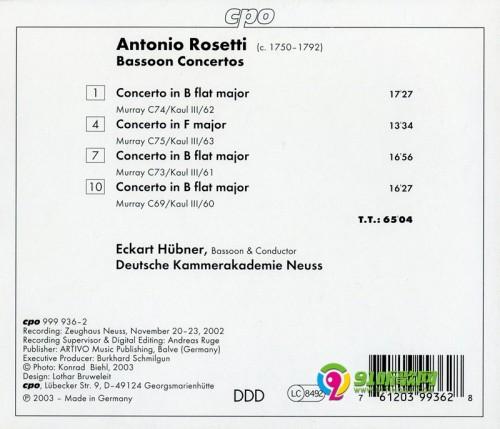 cpo
Antonio Rosetti (c. 1750–1792)
Bassoon Concertos
1 Concerto in B flat major 17'27
Murray C74/Kaul III/62
4 Concerto in F major 13'34
Murray C75/Kaul III/63
7 Concerto in B flat major 16'56
Murray C73/Kaul III/61
10 Concerto in B flat major 16'27
Murray C69/Kaul III/60
T.T.: 65 04
Eckart Hübner, Bassoon & Conductor
Deutsche Kammerakademie Neuss
cpo 999 936–2
Recording: Zeughaus Neuss, November 20–23, 2002
Recording Supervisor & Digital Editing: Andreas Ruge
Publisher: ARTIVO Music Publishing, Balve (Germany)
Executive Producer: Burkhard Schmilgun
© Photo: Konrad Biehl, 2003
Design: Lothar Bruweleit
cpo, Lübecker Str. 9, D–49124 Georgsmarienhütte
℗ 2003 – Made in Germany
DDD
LC 8492
7 61203 99362 8